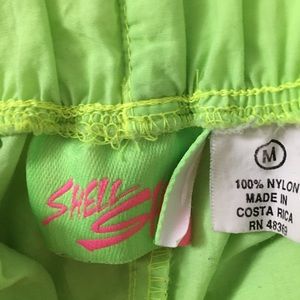 SHELL
M
100% NYLON
MADE IN
COSTA RICA
RN 48369